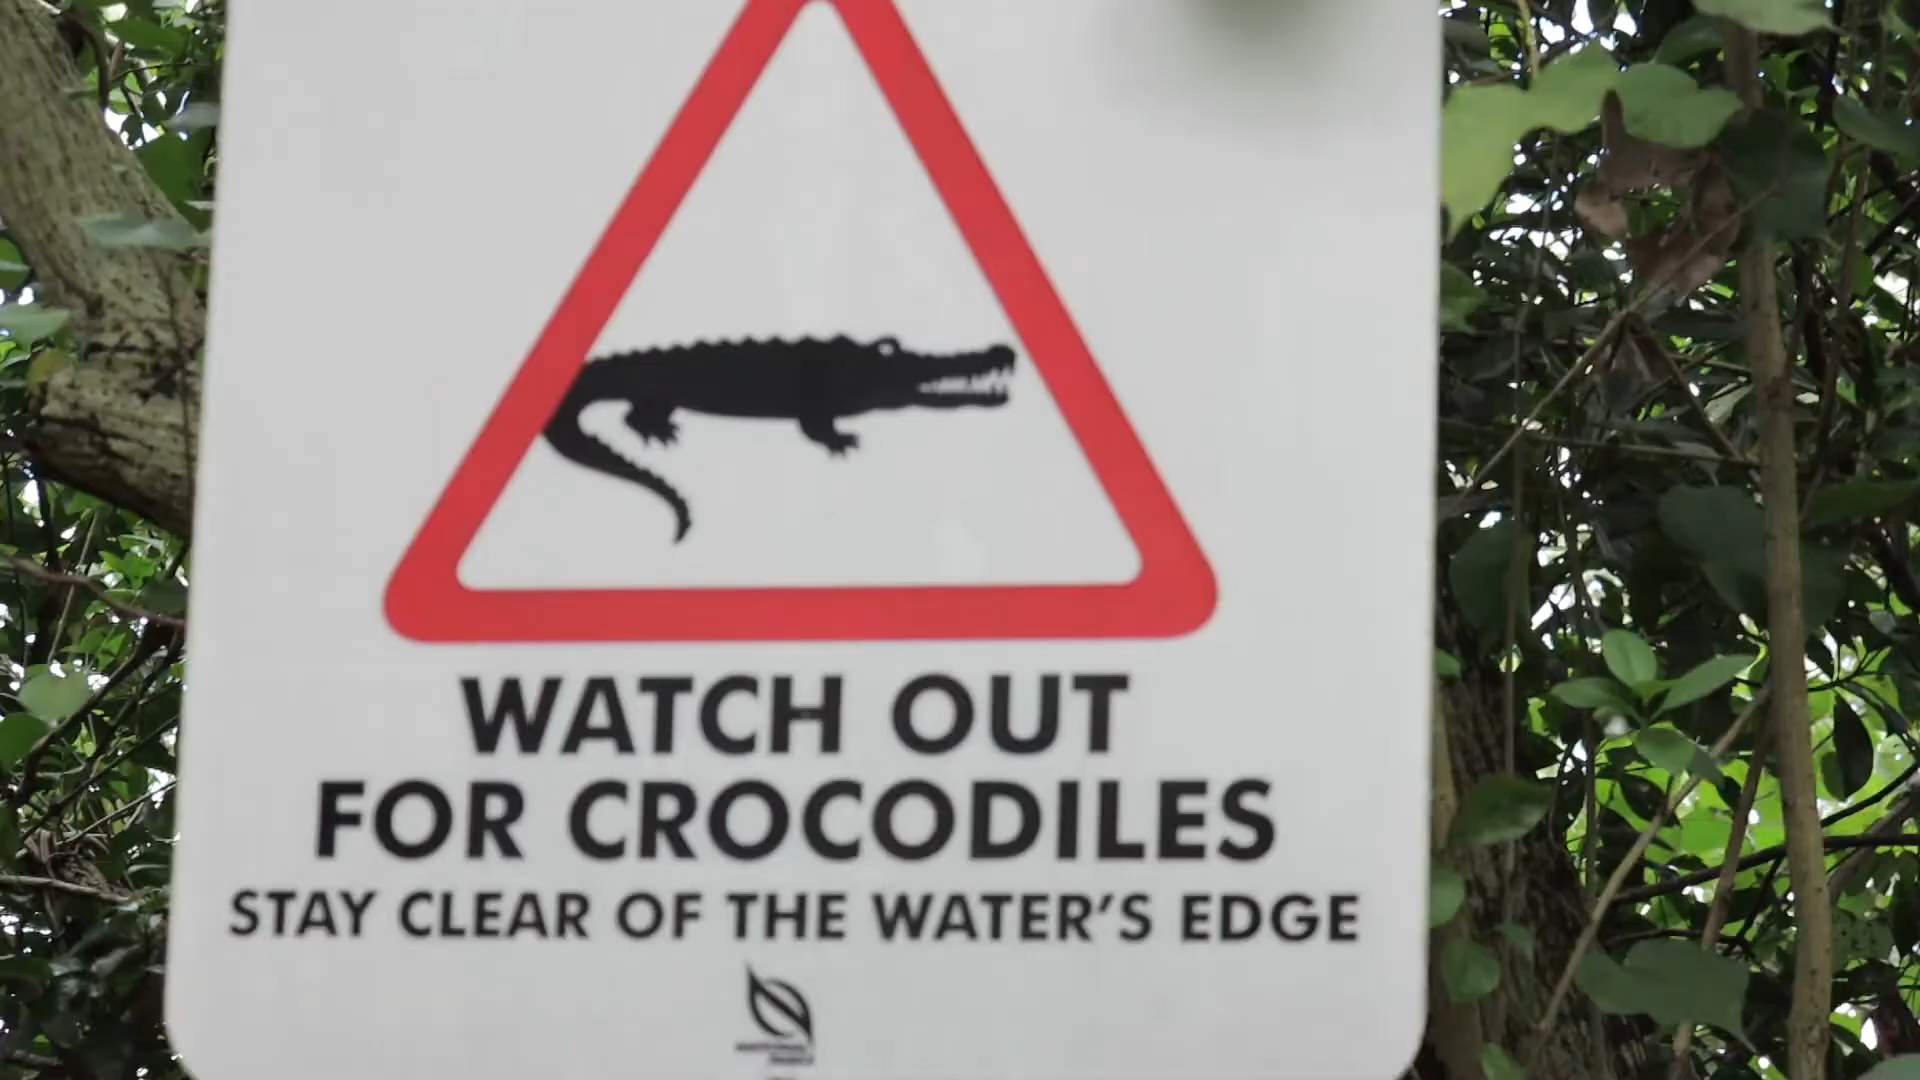 WATCH OUT
FOR CROCODILES
STAY CLEAR OF THE WATER'S EDGE